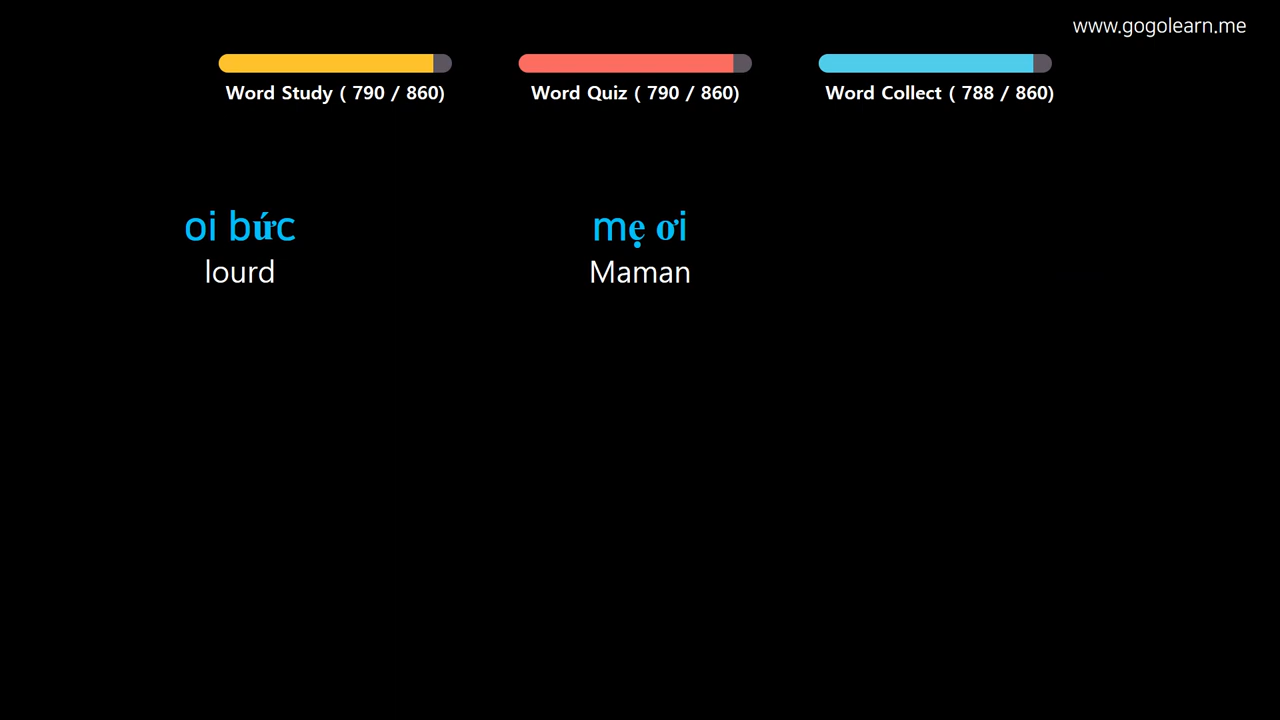 www.gogolearn.me
Word Study ( 790 / 860)
Word Quiz ( 790 / 860)
Word Collect ( 788 / 860)
oi bức
lourd
mẹ ơi
Maman